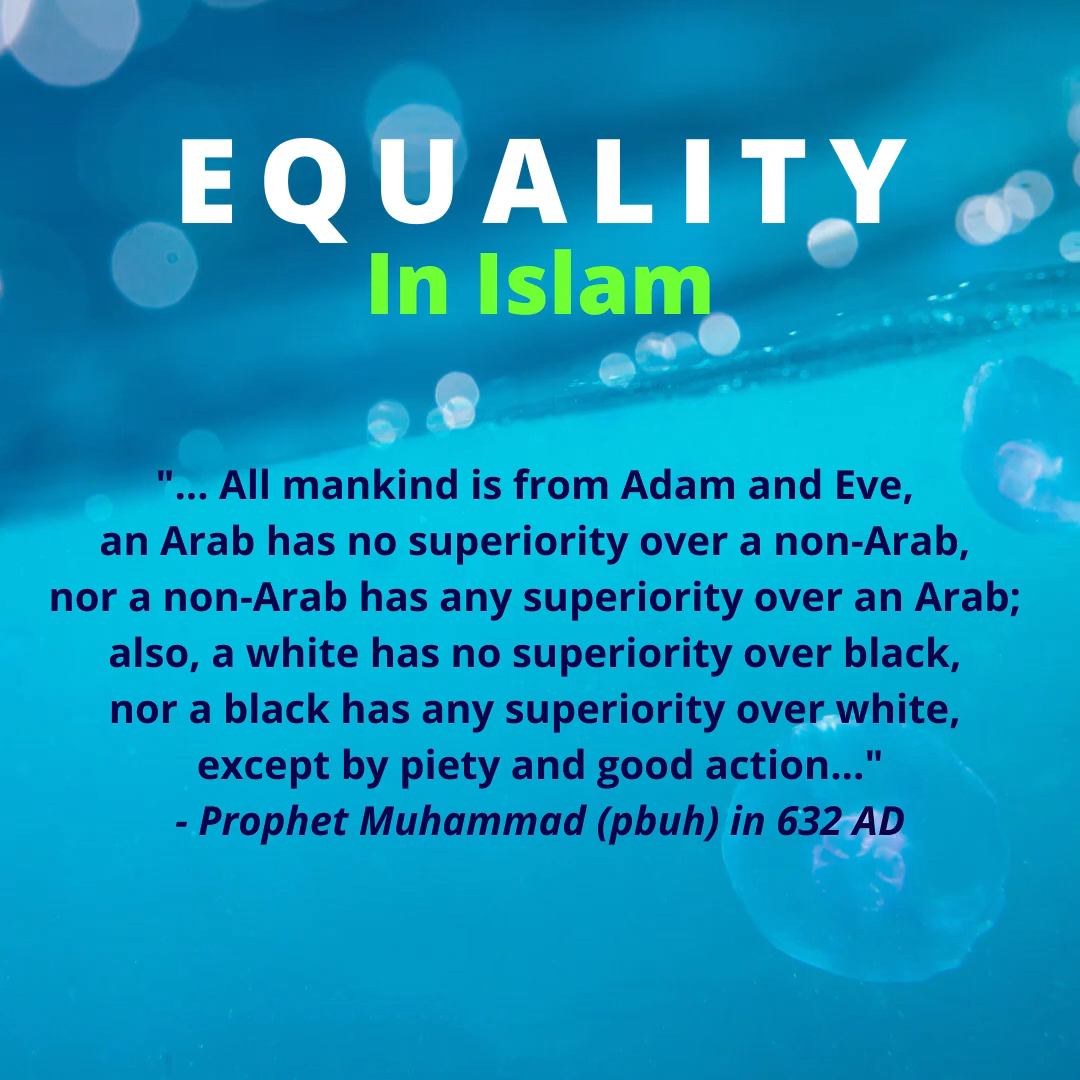 EQUALITY
In Islam
"... All mankind is from Adam and Eve,
an Arab has no superiority over a non-Arab,
nor a non-Arab has any superiority over an Arab;
also, a white has no superiority over black,
nor a black has any superiority over white,
except by piety and good action..."
- Prophet Muhammad (pbuh) in 632 AD